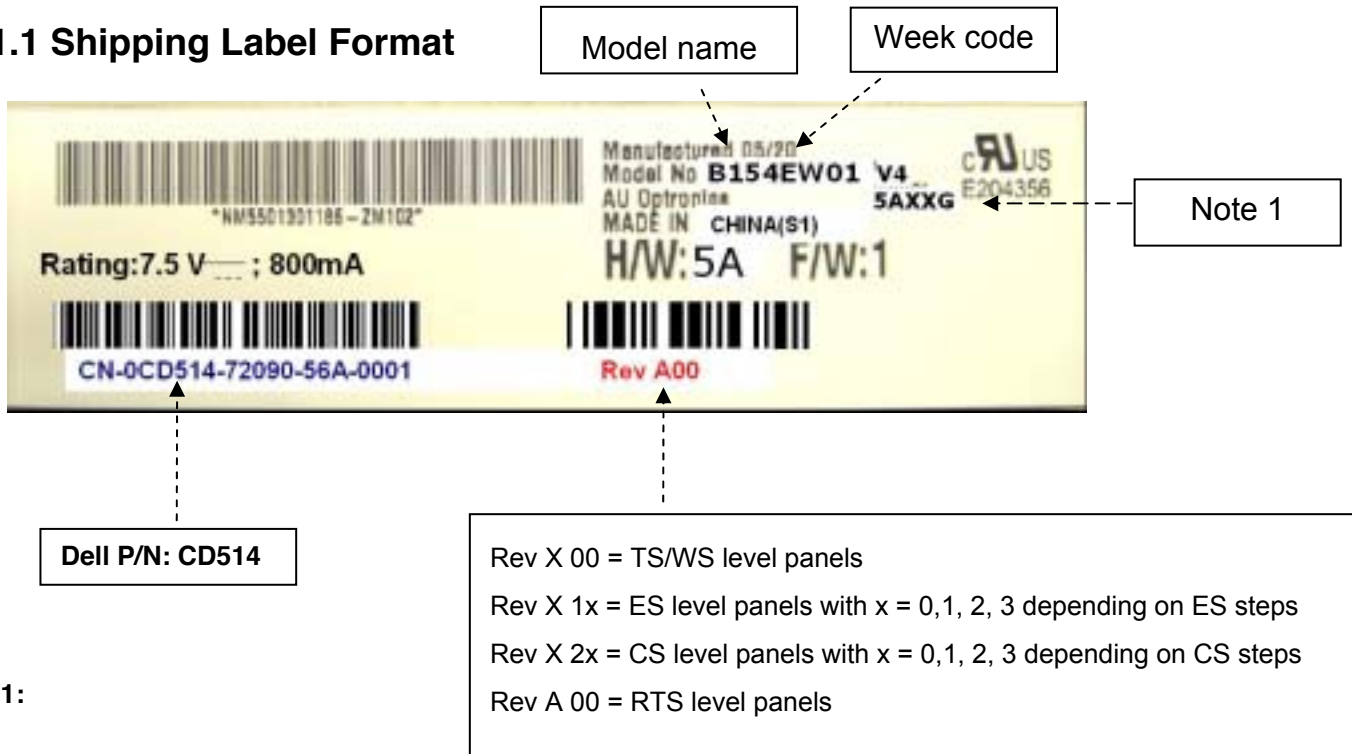 1.1 Shipping Label Format
Model name
Week code
Manufactured 05/20
Model No B154EW01 V4
AU Optronics 5AXXG
MADE IN CHINA(S1)
H/W: 5A F/W:1
c US
E204356
Note 1
*NM5501301186-ZM102*
Rating:7.5 V ; 800mA
CN-0CD514-72090-56A-0001
Rev A00
Dell P/N: CD514
Rev X 00 = TS/WS level panels
Rev X 1x = ES level panels with x = 0,1, 2, 3 depending on ES steps
Rev X 2x = CS level panels with x = 0,1, 2, 3 depending on CS steps
Rev A 00 = RTS level panels
1: